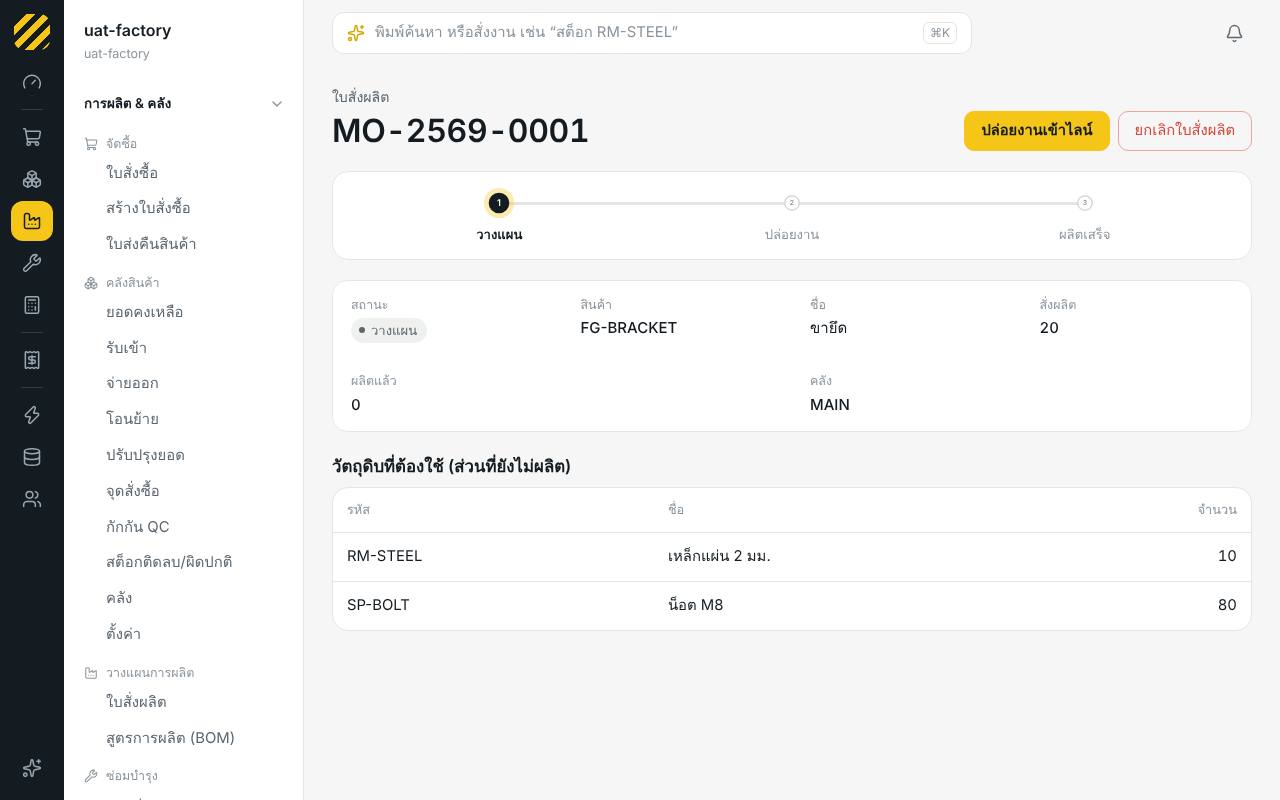 uat-factory
uat-factory
การผลิต & คลัง
จัดซื้อ
ใบสั่งซื้อ
สร้างใบสั่งซื้อ
ใบส่งคืนสินค้า
คลังสินค้า
ยอดคงเหลือ
รับเข้า
จ่ายออก
โอนย้าย
ปรับปรุงยอด
จุดสั่งซื้อ
กักกัน QC
สต็อกติดลบ/ผิดปกติ
คลัง
ตั้งค่า
วางแผนการผลิต
ใบสั่งผลิต
สูตรการผลิต (BOM)
ซ่อมบำรุง
พิมพ์ค้นหา หรือสั่งงาน เช่น “สต็อก RM-STEEL”
⌘K
ใบสั่งผลิต
MO-2569-0001
ปล่อยงานเข้าไลน์
ยกเลิกใบสั่งผลิต
1 2 3
วางแผน ปล่อยงาน ผลิตเสร็จ
สถานะ สินค้า ชื่อ สั่งผลิต
วางแผน FG-BRACKET ขายึด 20
ผลิตแล้ว คลัง
0 MAIN
วัตถุดิบที่ต้องใช้ (ส่วนที่ยังไม่ผลิต)
รหัส ชื่อ จำนวน
RM-STEEL เหล็กแผ่น 2 มม. 10
SP-BOLT น็อต M8 80